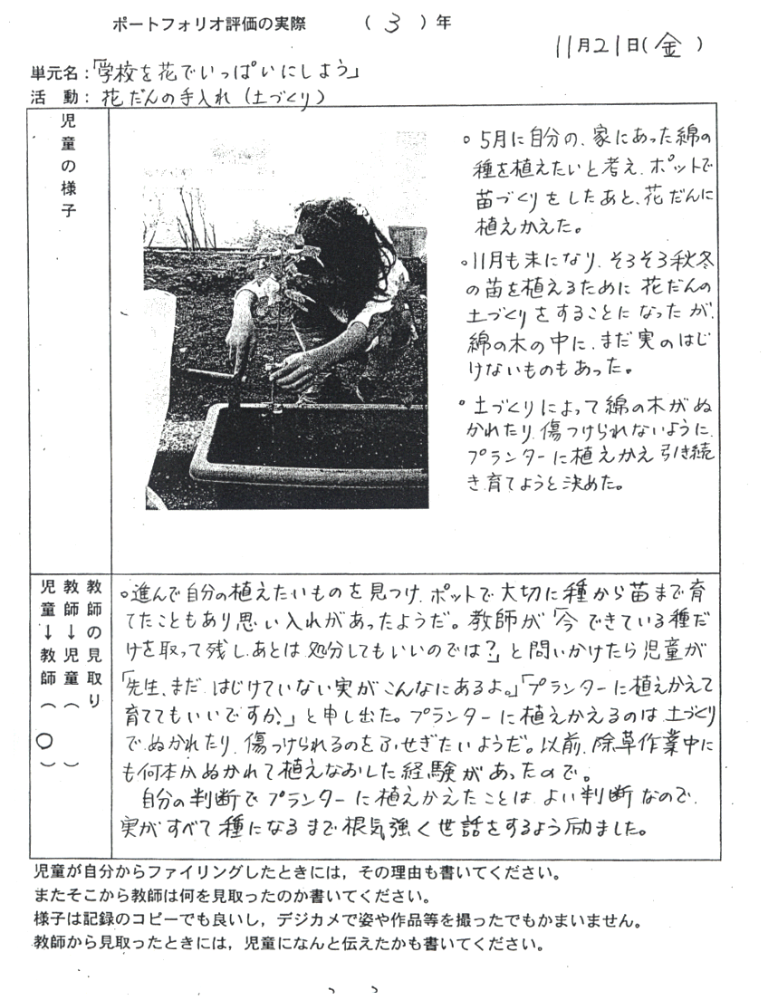 ポートフォリオ評価の実際 （ 3 ）年
11月21日（金 ）
単元名：「学校を花でいっぱいにしよう」
活　動：花だんの手入れ（土づくり）
児童の様子
。5月に自分の、家にあった綿の
種を植えたいと考え、ポットで
苗づくりをしたあと、花だんに
植えかえた。
。11月も末になり、そろそろ秋冬
の苗を植えるために花だんの
土づくりをすることになったが、
綿の木の中に、まだ実のはじ
けないものもあった。
。土づくりによって綿の木がぬ
かれたり、傷つけられないように、
プランターに植えかえ引き続
き、育てようと決めた。
教師の見取り
教師→児童（　）
児童→教師（○）
。進んで自分の植えたいものを見つけ、ポットで大切に種から苗まで育
てたこともあり思い入れがあったようだ。教師が「今できている種だ
けを取って残し、あとは処分してもいいのでは？」と問いかけたら児童が
「先生、まだ、はじけていない実がこんなにあるよ。」「プランターに植えかえて
育ててもいいですか。」と申し出た。プランターに植えかえるのは土づくり
でぬかれたり、傷つけられるのをふせぎたいようだ。以前、除草作業中に
も何本かぬかれて植えなおした経験があったので。
自分の判断でプランターに植えかえたことは、よい判断なので、
実がすべて種になるまで根気強く世話をするよう励ました。
児童が自分からファイリングしたときには，その理由も書いてください。
またそこから教師は何を見取ったのか書いてください。
様子は記録のコピーでも良いし，デジカメで姿や作品等を撮ったでもかまいません。
教師から見取ったときには，児童になんと伝えたかも書いてください。